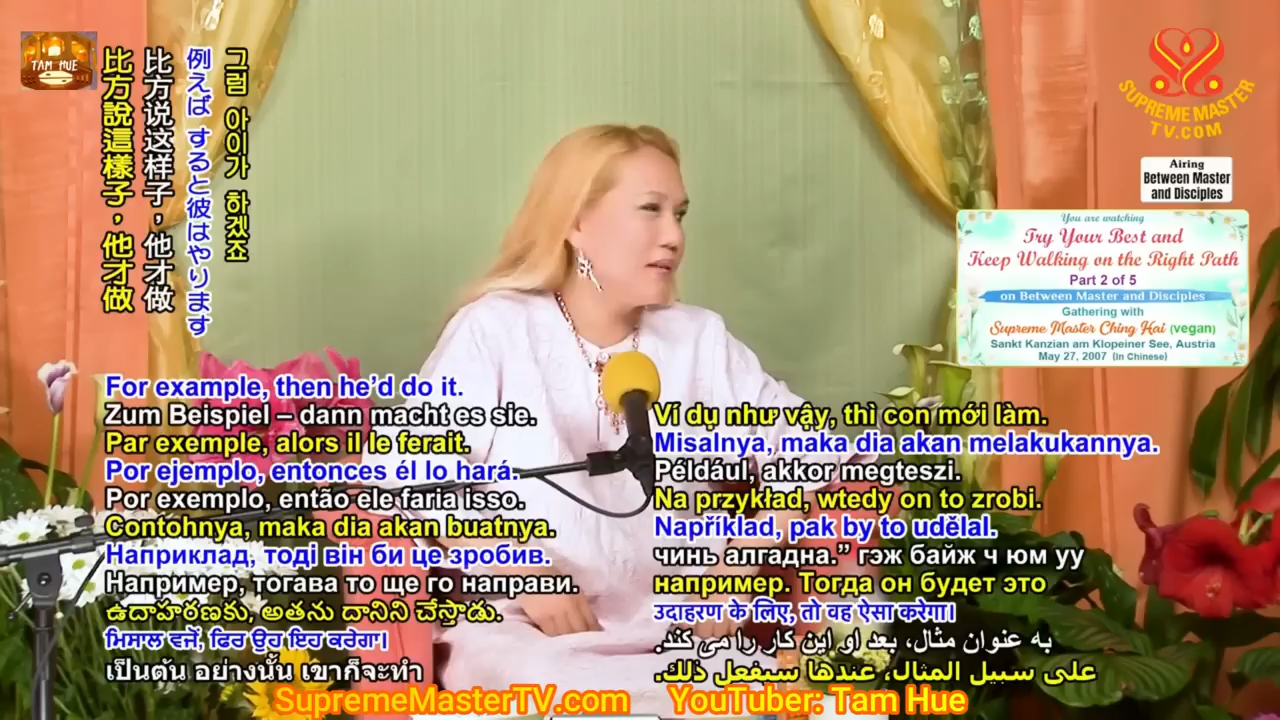 TAM HUE
比方說這樣子，他才做
比方说这样子，他才做
例えば すると彼はやります
그럼 아이가 하겠죠
SUPREME MASTER
TV.COM
Airing
Between Master
and Disciples
You are watching
Try Your Best and
Keep Walking on the Right Path
Part 2 of 5
on Between Master and Disciples
Gathering with
Supreme Master Ching Hai (vegan)
Sankt Kanzian am Klopeiner See, Austria
May 27, 2007 (In Chinese)
For example, then he’d do it.
Zum Beispiel – dann macht es sie.
Par exemple, alors il le ferait.
Por ejemplo, entonces él lo hará.
Por exemplo, então ele faria isso.
Contohnya, maka dia akan buatnya.
Наприклад, тоді він би це зробив.
Например, тогава то ще го направи.
ఉదాహరణకు, అతను దానిని చేస్తాడు.
ਮਿਸਾਲ ਵਜੋਂ, ਫਿਰ ਉਹ ਇਹ ਕਰੇਗਾ।
เป็นต้น อย่างนั้น เขาก็จะทำ
Ví dụ như vậy, thì con mới làm.
Misalnya, maka dia akan melakukannya.
Például, akkor megteszi.
Na przykład, wtedy on to zrobi.
Například, pak by to udělal.
чинь алгадна.” гэж байж ч юм уу
например. Тогда он будет это
उदाहरण के लिए, तो वह ऐसा करेगा।
به عنوان مثال، بعد او این کار را می کند.
على سبيل المثال، عندها سيفعل ذلك.
SupremeMasterTV.com YouTuber: Tam Hue